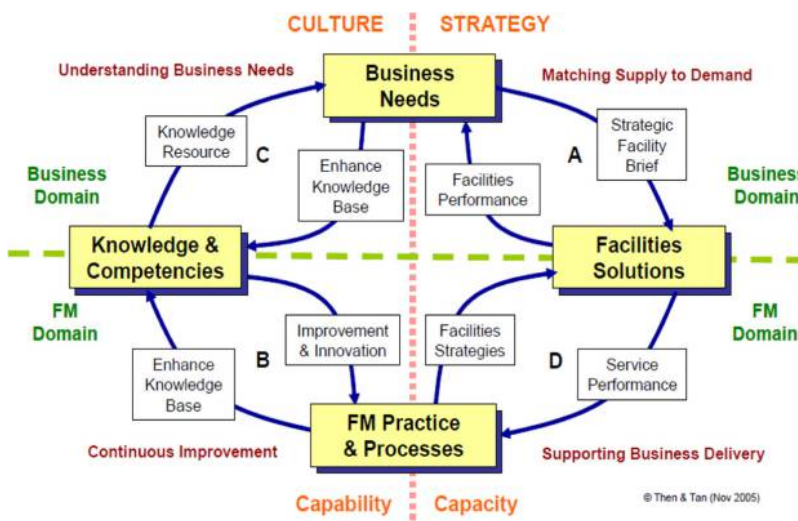 CULTURE
STRATEGY
Understanding Business Needs
Business
Needs
Matching Supply to Demand
Knowledge
Resource
C
Enhance
Knowledge
Base
Facilities
Performance
A
Strategic
Facility
Brief
Business
Domain
Business
Domain
Knowledge &
Competencies
Facilities
Solutions
FM
Domain
FM
Domain
Enhance
Knowledge
Base
B
Improvement
& Innovation
Facilities
Strategies
D
Service
Performance
FM Practice
& Processes
Continuous Improvement
Supporting Business Delivery
Capability
Capacity
© Then & Tan (Nov 2005)